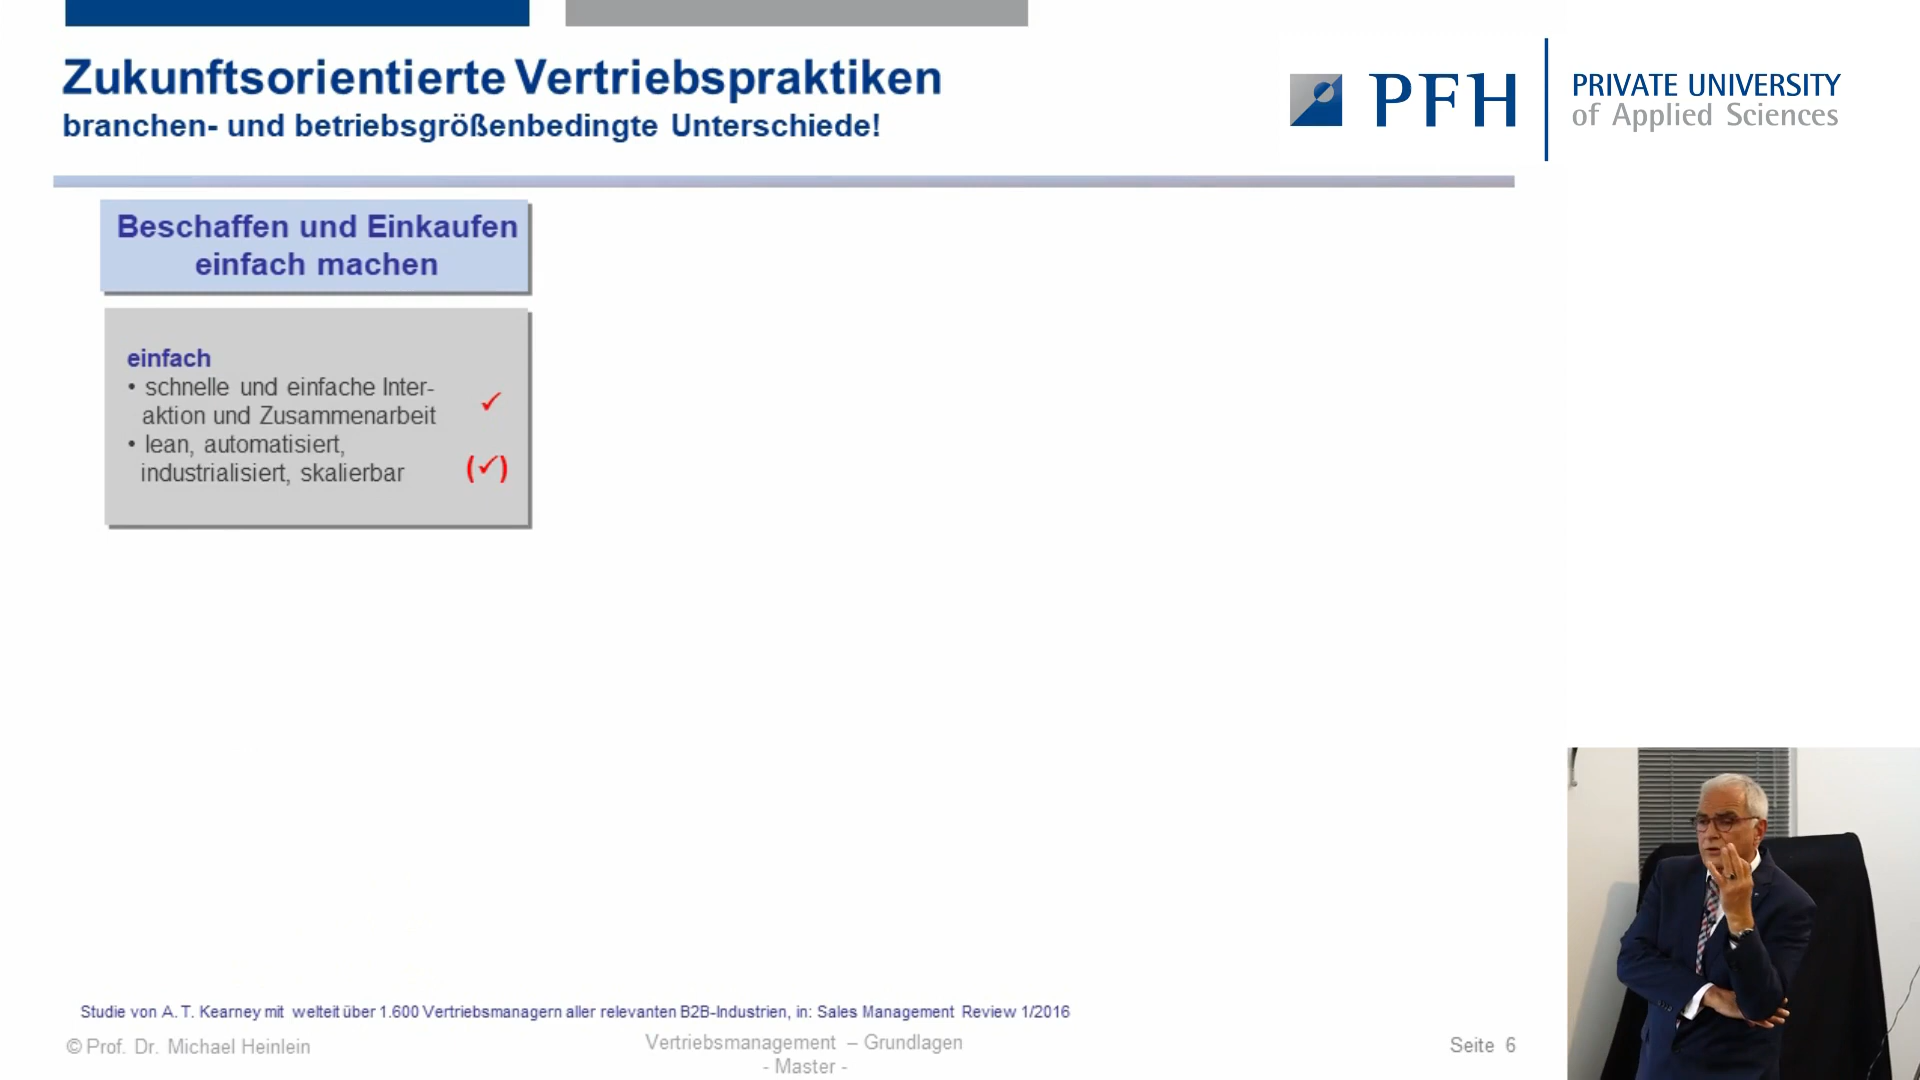 Zukunftsorientierte Vertriebspraktiken
branchen- und betriebsgrößenbedingte Unterschiede!
PFH
PRIVATE UNIVERSITY
of Applied Sciences
Beschaffen und Einkaufen
einfach machen
einfach
• schnelle und einfache Inter-
aktion und Zusammenarbeit
✓
• lean, automatisiert,
industrialisiert, skalierbar
(✓)
Studie von A. T. Kearney mit welteit über 1.600 Vertriebsmanagern aller relevanten B2B-Industrien, in: Sales Management Review 1/2016
© Prof. Dr. Michael Heinlein
Vertriebsmanagement – Grundlagen
- Master -
Seite 6